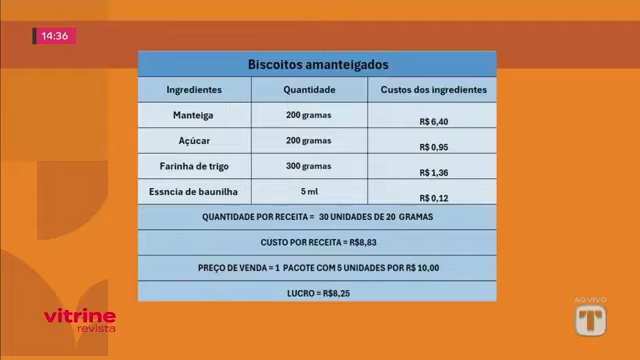 14:36
Biscoitos amanteigados
Ingredientes Quantidade Custos dos ingredientes
Manteiga 200 gramas R$ 6,40
Açúcar 200 gramas R$ 0,95
Farinha de trigo 300 gramas R$ 1,36
Essncia de baunilha 5 ml R$ 0,12
QUANTIDADE POR RECEITA = 30 UNIDADES DE 20 GRAMAS
CUSTO POR RECEITA = R$8,83
PREÇO DE VENDA = 1 PACOTE COM 5 UNIDADES POR R$ 10,00
LUCRO = R$8,25
vitrine
revista
AO VIVO
T